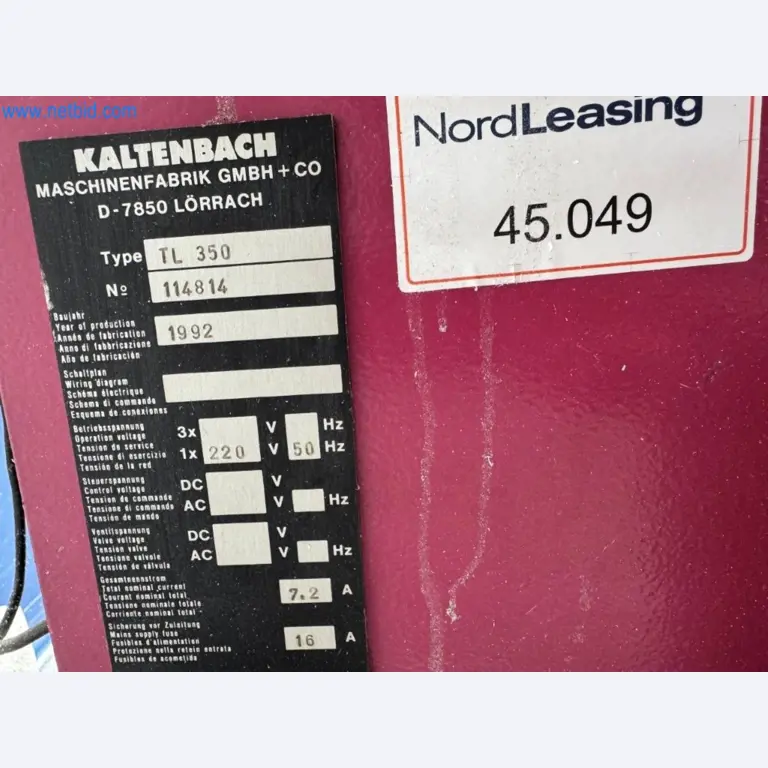 www.netbid.com
KALTENBACH
MASCHINENFABRIK GMBH + CO
D-7850 LÖRRACH
Type TL 350
Nº 114814
Baujahr
Year of production
Année de fabrication
Anno di fabbricazione
Año de fabricación
1992
Schaltplan
Wiring diagram
Schéma électrique
Schema di commando
Esquema de conexiones
Betriebsspannung
Operation voltage
Tension de service
Tensione di esercizio
Tensión de la red
3x V Hz
1x 220 V 50 Hz
Steuerspannung
Control voltage
Tension de commande
Tensione di commando
Tensión de mando
DC V
AC V Hz
Ventilspannung
Valve voltage
Tension valve
Tensione valvole
Tensión de válvula
DC V
AC V Hz
Gesamtnennstrom
Total nominal current
Courant nominal total
Tensione nominale totale
Corriente nominal total
7.2 A
Sicherung vor Zuleitung
Mains supply fuse
Fusibles d'alimentation
Protezione nella retein entrata
Fusibles de acometida
16 A
NordLeasing
45.049